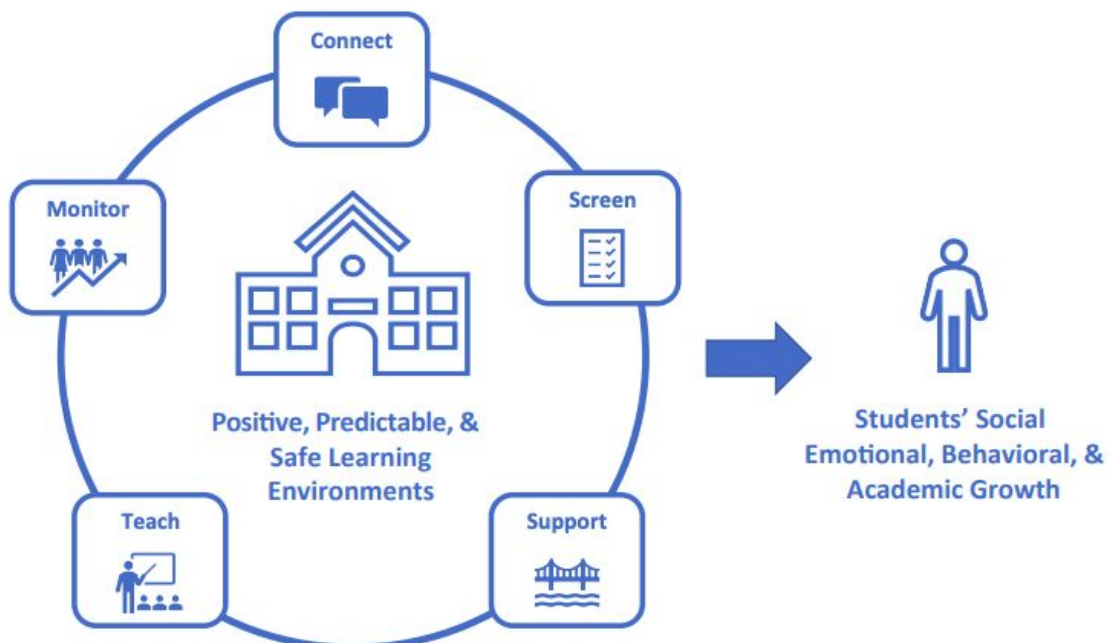 Connect
Monitor
Screen
Positive, Predictable, &
Safe Learning
Environments
Students’ Social
Emotional, Behavioral, &
Academic Growth
Teach
Support